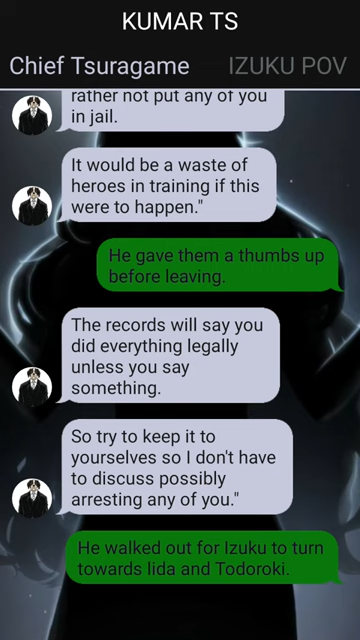 KUMAR TS
Chief Tsuragame
IZUKU POV
rather not put any of you
in jail.
It would be a waste of
heroes in training if this
were to happen."
He gave them a thumbs up
before leaving.
The records will say you
did everything legally
unless you say
something.
So try to keep it to
yourselves so I don't have
to discuss possibly
arresting any of you."
He walked out for Izuku to turn
towards Iida and Todoroki.